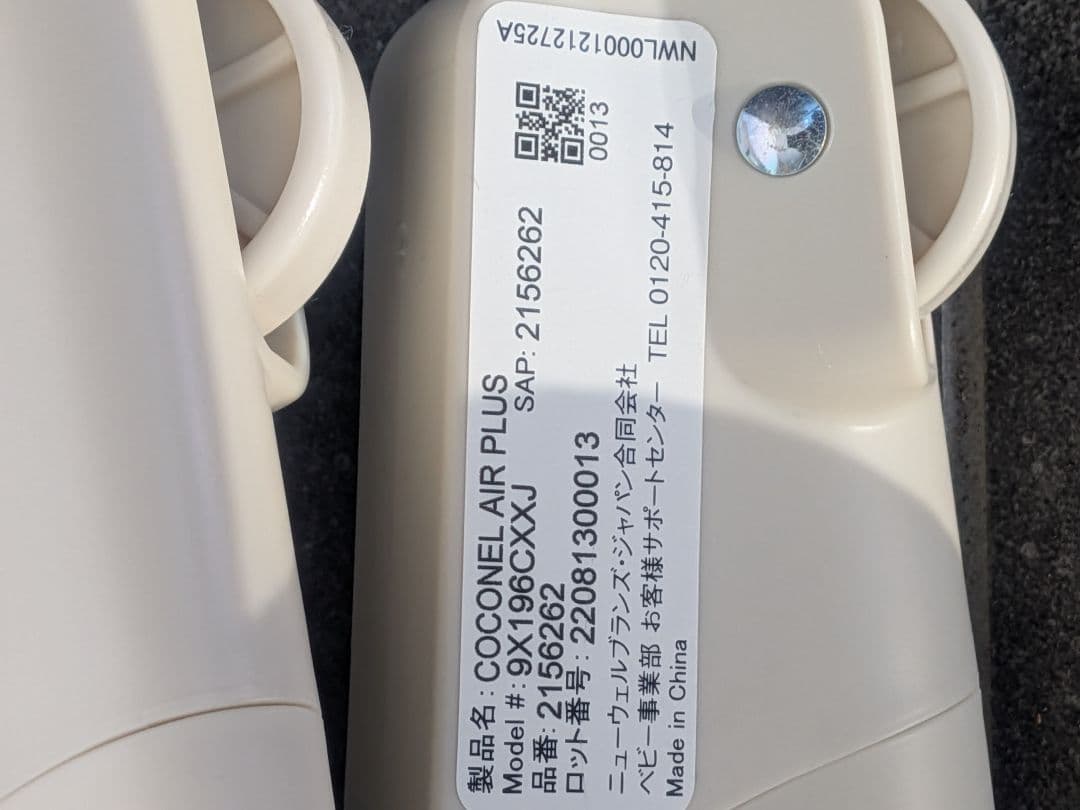 製品名 : COCONEL AIR PLUS
Model #: 9X196CXXJ SAP: 2156262
品番: 2156262
ロット番号 : 22081300013
0013
ニューウェルブランズ・ジャパン合同会社
ベビー事業部 お客様サポートセンター TEL 0120-415-814
Made in China
NWL0001212725A